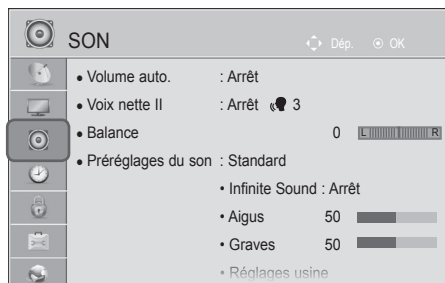 SON Dép. OK
• Volume auto. : Arrêt
• Voix nette II : Arrêt 3
• Balance 0 L R
• Préréglages du son : Standard
• Infinite Sound : Arrêt
• Aigus 50
• Graves 50
• Réglages usine